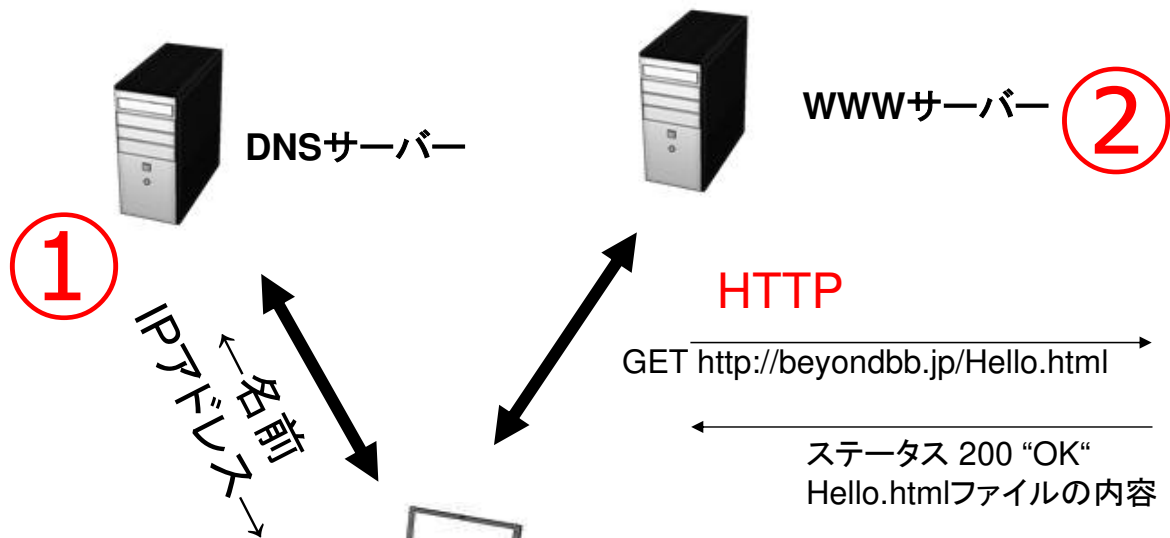 WWWサーバー
②
DNSサーバー
①
HTTP
←名前
IPアドレス→
GET http://beyondbb.jp/Hello.html
ステータス 200 “OK“
Hello.htmlファイルの内容